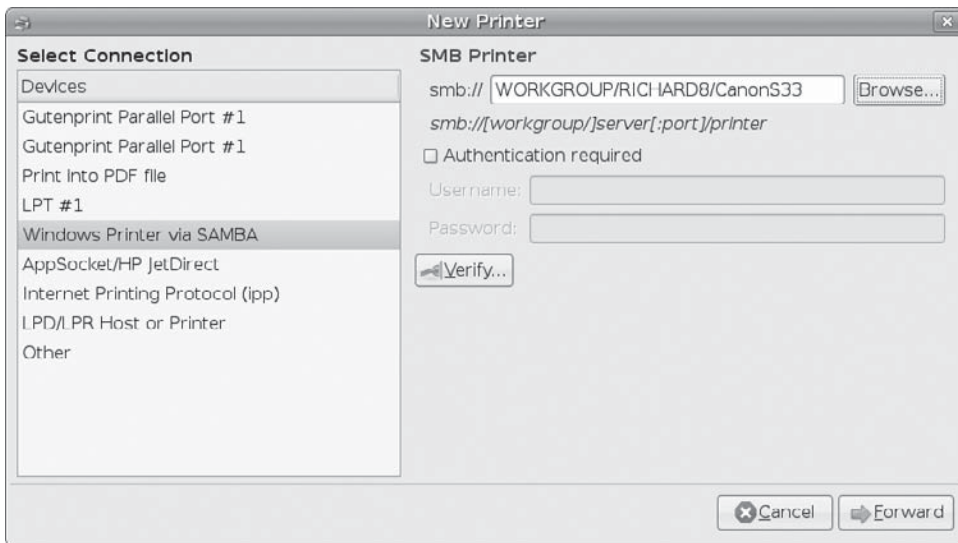 New Printer
Select Connection
Devices
Gutenprint Parallel Port #1
Gutenprint Parallel Port #1
Print into PDF file
LPT #1
Windows Printer via SAMBA
AppSocket/HP JetDirect
Internet Printing Protocol (ipp)
LPD/LPR Host or Printer
Other
SMB Printer
smb:// WORKGROUP/RICHARD8/CanonS33 Browse...
smb://[workgroup/]server[:port]/printer
Authentication required
Username:
Password:
Verify...
Cancel Forward